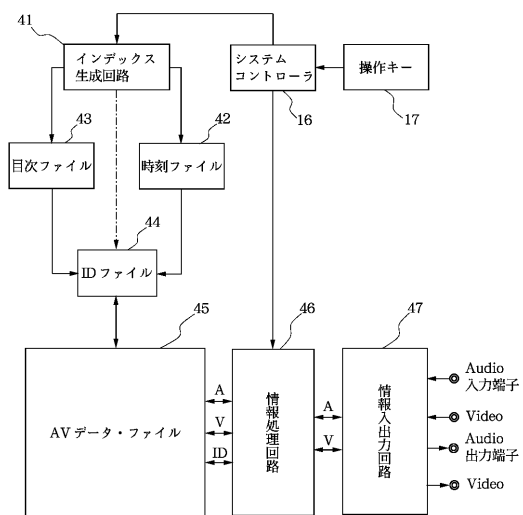 41
インデックス
生成回路
システム
コントローラ
操作キー
16
17
43
42
目次ファイル
時刻ファイル
44
IDファイル
45
46
47
AVデータ・ファイル
A
V
ID
情報処理回路
A
V
情報入出力回路
Audio
入力端子
Video
Audio
出力端子
Video